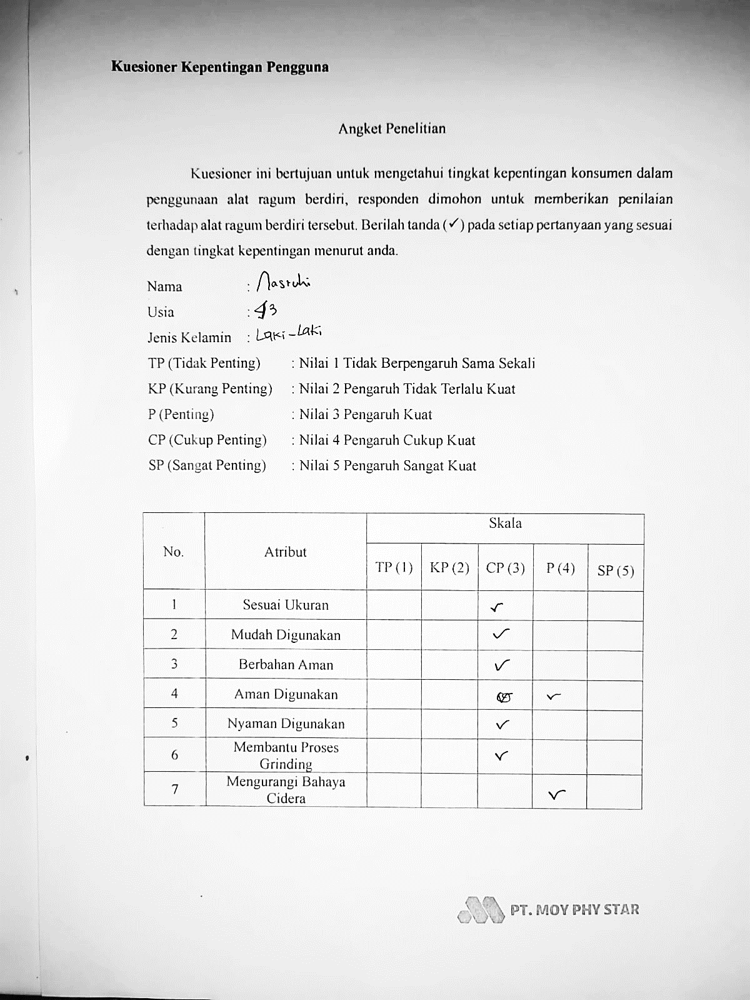 Kuesioner Kepentingan Pengguna
Angket Penelitian
Kuesioner ini bertujuan untuk mengetahui tingkat kepentingan konsumen dalam
penggunaan alat ragum berdiri, responden dimohon untuk memberikan penilaian
terhadap alat ragum berdiri tersebut. Berilah tanda (✓) pada setiap pertanyaan yang sesuai
dengan tingkat kepentingan menurut anda.
Nama : Nasruhi
Usia : 43
Jenis Kelamin : Laki-Laki
TP (Tidak Penting) : Nilai 1 Tidak Berpengaruh Sama Sekali
KP (Kurang Penting) : Nilai 2 Pengaruh Tidak Terlalu Kuat
P (Penting) : Nilai 3 Pengaruh Kuat
CP (Cukup Penting) : Nilai 4 Pengaruh Cukup Kuat
SP (Sangat Penting) : Nilai 5 Pengaruh Sangat Kuat
Skala
No. Atribut
TP (1) KP (2) CP (3) P (4) SP (5)
1 Sesuai Ukuran ✓
2 Mudah Digunakan ✓
3 Berbahan Aman ✓
4 Aman Digunakan ✓
5 Nyaman Digunakan ✓
6 Membantu Proses
Grinding ✓
7 Mengurangi Bahaya
Cidera ✓
PT. MOY PHY STAR